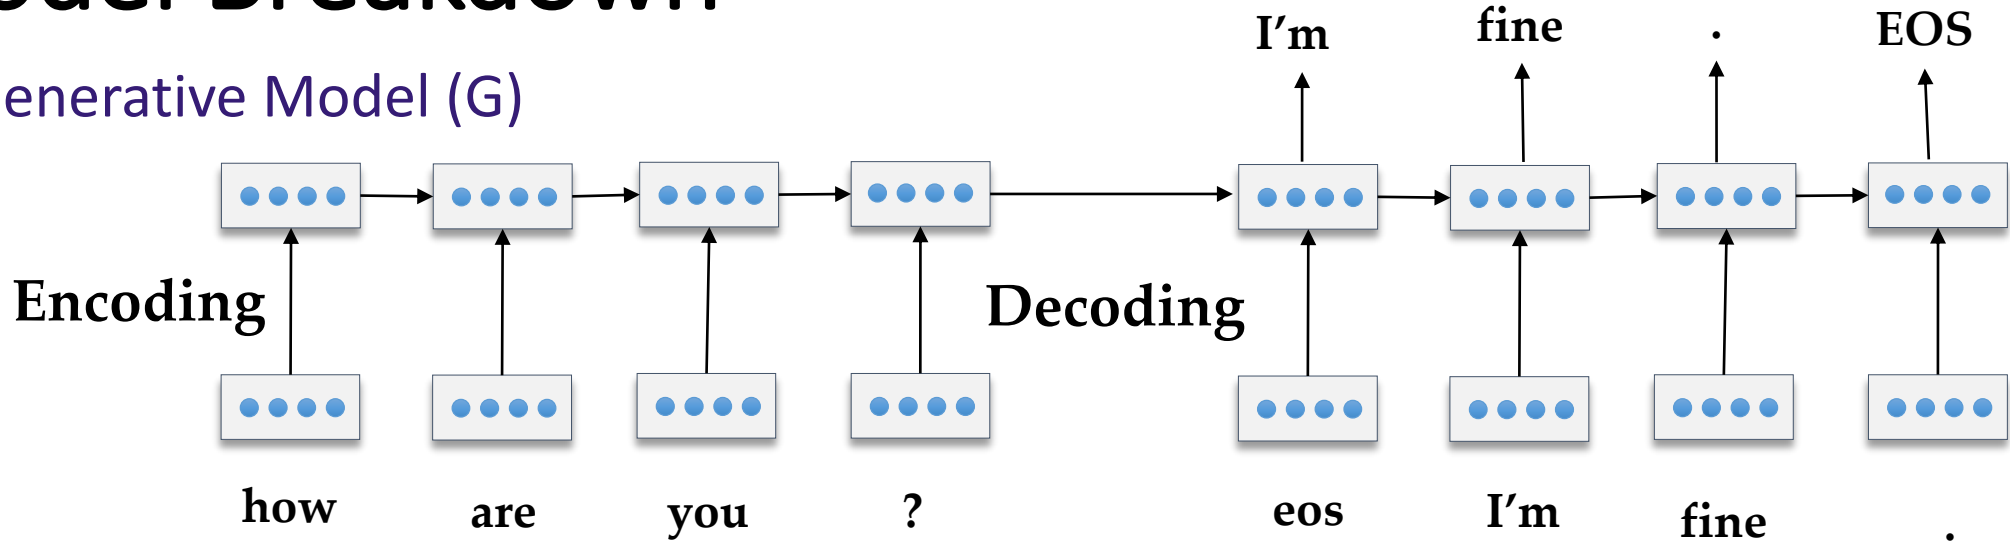 enerative Model (G)
I’m fine . EOS
Encoding
Decoding
how are you ? eos I’m fine .